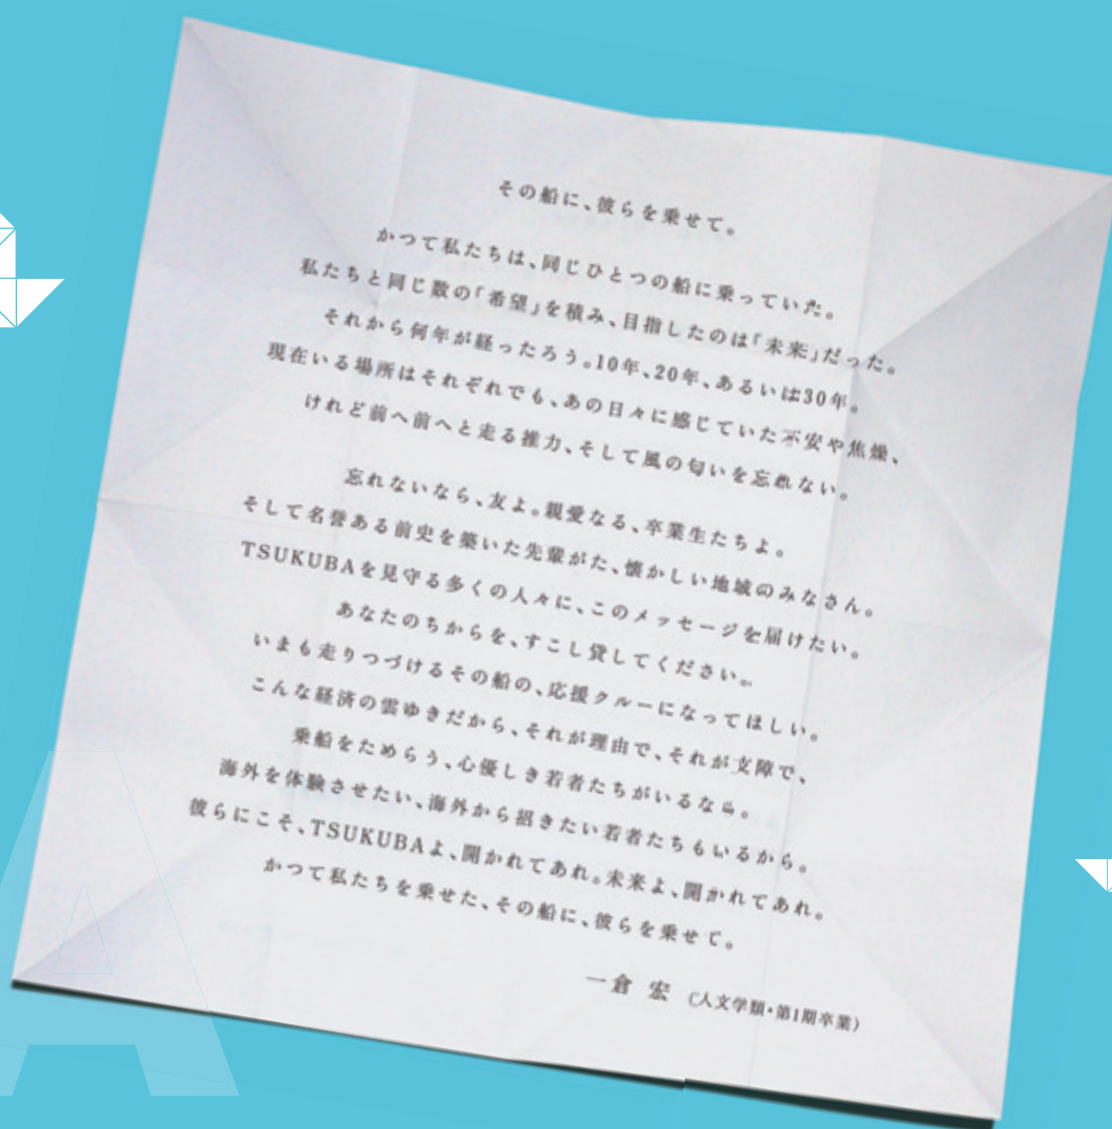 その船に、彼らを乗せて。
かつて私たちは、同じひとつの船に乗っていた。
私たちと同じ数の「希望」を積み、目指したのは「未来」だった。
それから何年が経ったろう。10年、20年、あるいは30年。
現在いる場所はそれぞれでも、あの日々に感じていた不安や焦燥、
けれど前へ前へと走る推力、そして風の匂いを忘れない。
忘れないなら、友よ。親愛なる、卒業生たちよ。
そして名誉ある前史を築いた先輩がた、懐かしい地域のみなさん。
TSUKUBAを見守る多くの人々に、このメッセージを届けたい。
あなたのちからを、すこし貸してください。
いまも走りつづけるその船の、応援クルーになってほしい。
こんな経済の雲ゆきだから、それが理由で、それが支障で、
乗船をためらう、心優しき若者たちがいるなら。
海外を体験させたい、海外から招きたい若者たちもいるから。
彼らにこそ、TSUKUBAよ、開かれてあれ。未来よ、開かれてあれ。
かつて私たちを乗せた、その船に、彼らを乗せて。
一倉 宏 (人文学類・第1期卒業)